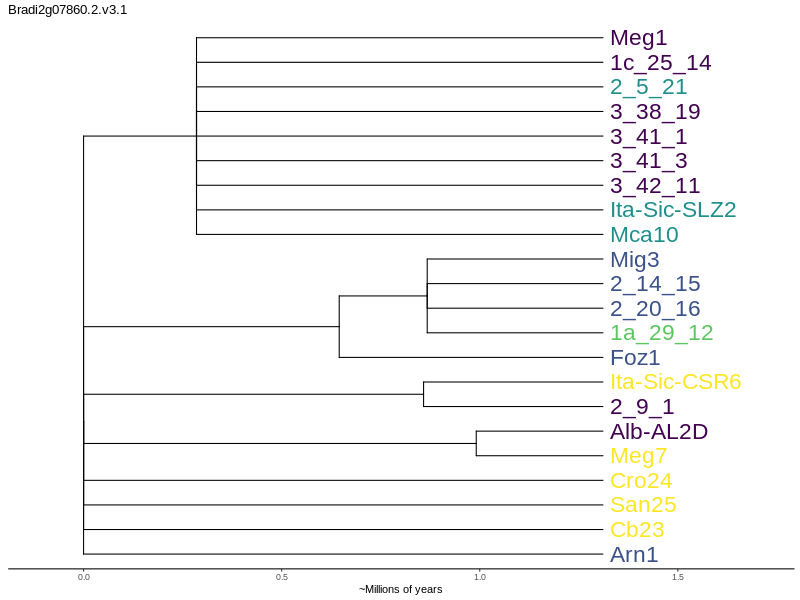 Bradi2g07860.2.v3.1
Meg1
1c_25_14
2_5_21
3_38_19
3_41_1
3_41_3
3_42_11
Ita-Sic-SLZ2
Mca10
Mig3
2_14_15
2_20_16
1a_29_12
Foz1
Ita-Sic-CSR6
2_9_1
Alb-AL2D
Meg7
Cro24
San25
Cb23
Arn1
0.0 0.5 1.0 1.5
~Millions of years